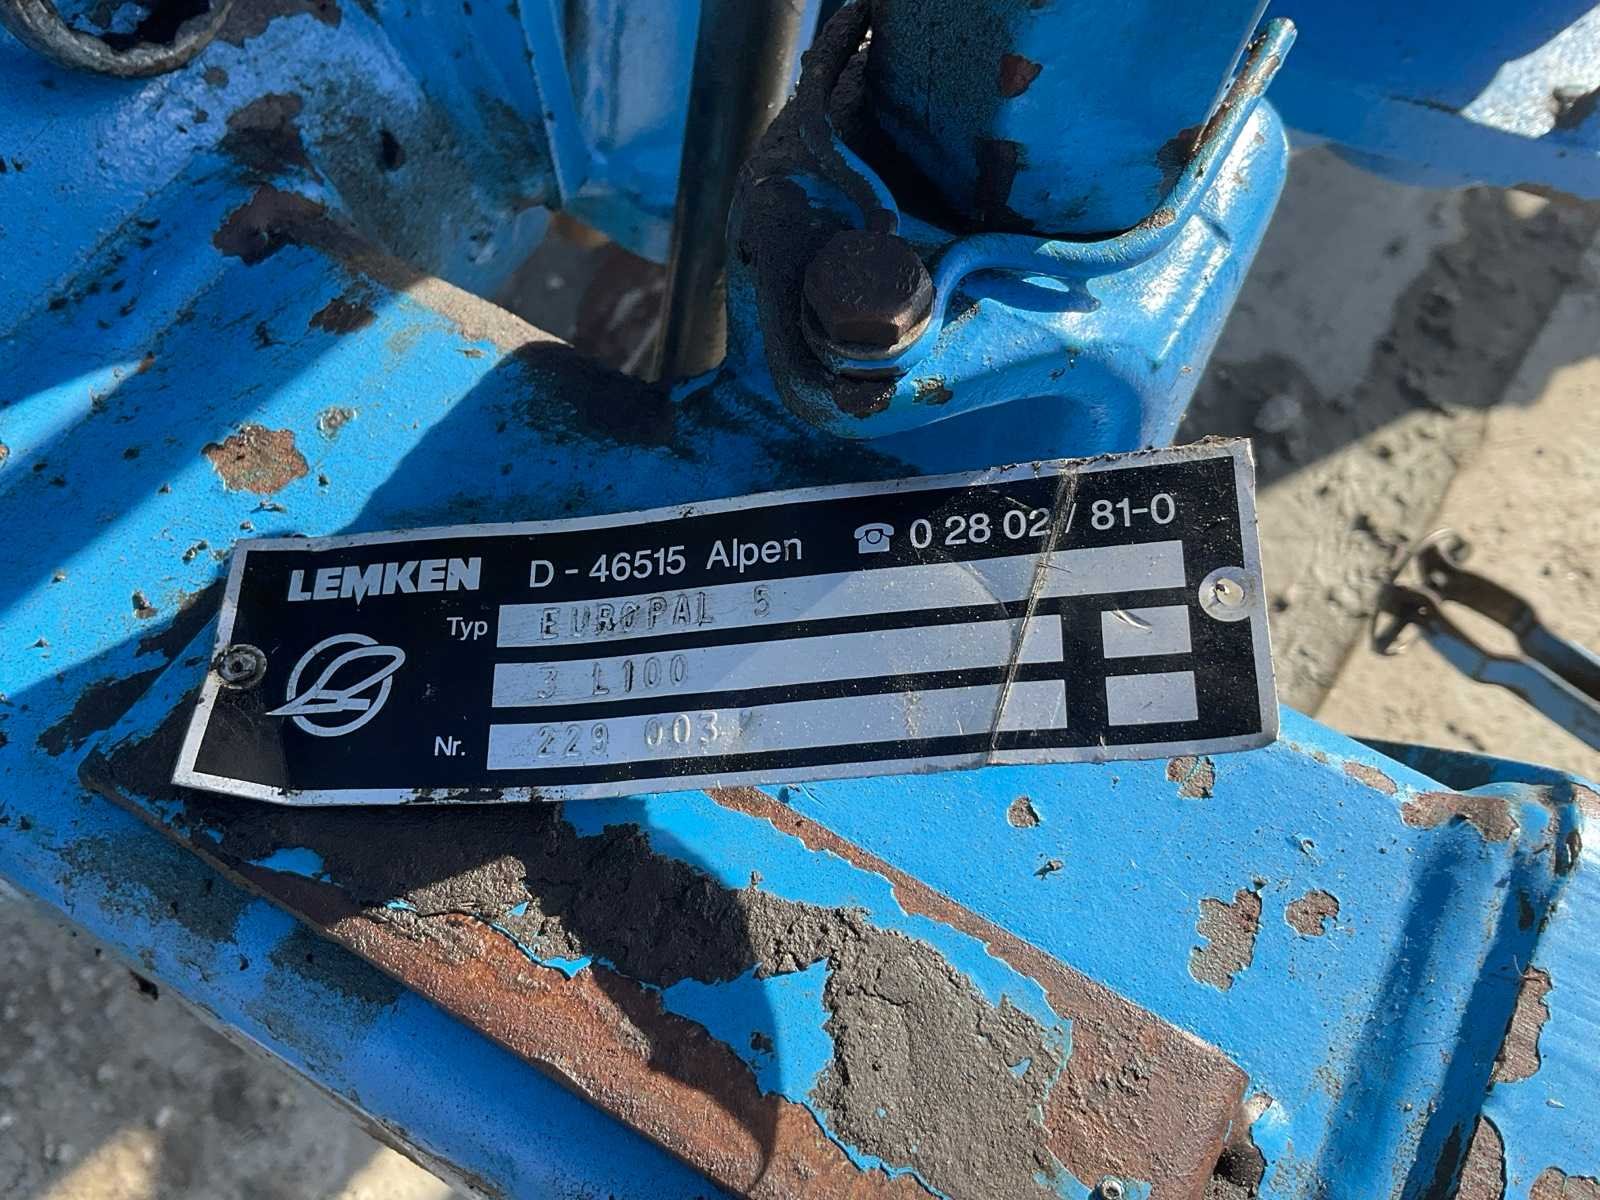 LEMKEN D - 46515 Alpen ☎ 0 28 02 / 81-0
Typ EUROPAL 5
3 L100
Nr. 229 003